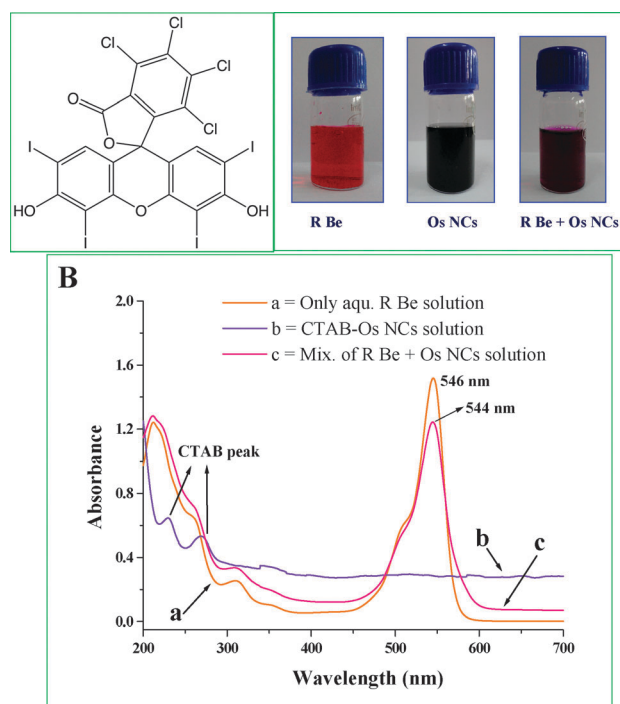 Cl
Cl
Cl
O
O
Cl
I
I
HO
O
OH
I
I
R Be
Os NCs
R Be + Os NCs
B
a = Only aqu. R Be solution
b = CTAB-Os NCs solution
c = Mix. of R Be + Os NCs solution
546 nm
544 nm
CTAB peak
a
b
c
2.0
1.6
1.2
0.8
0.4
0.0
Absorbance
200
300
400
500
600
700
Wavelength (nm)